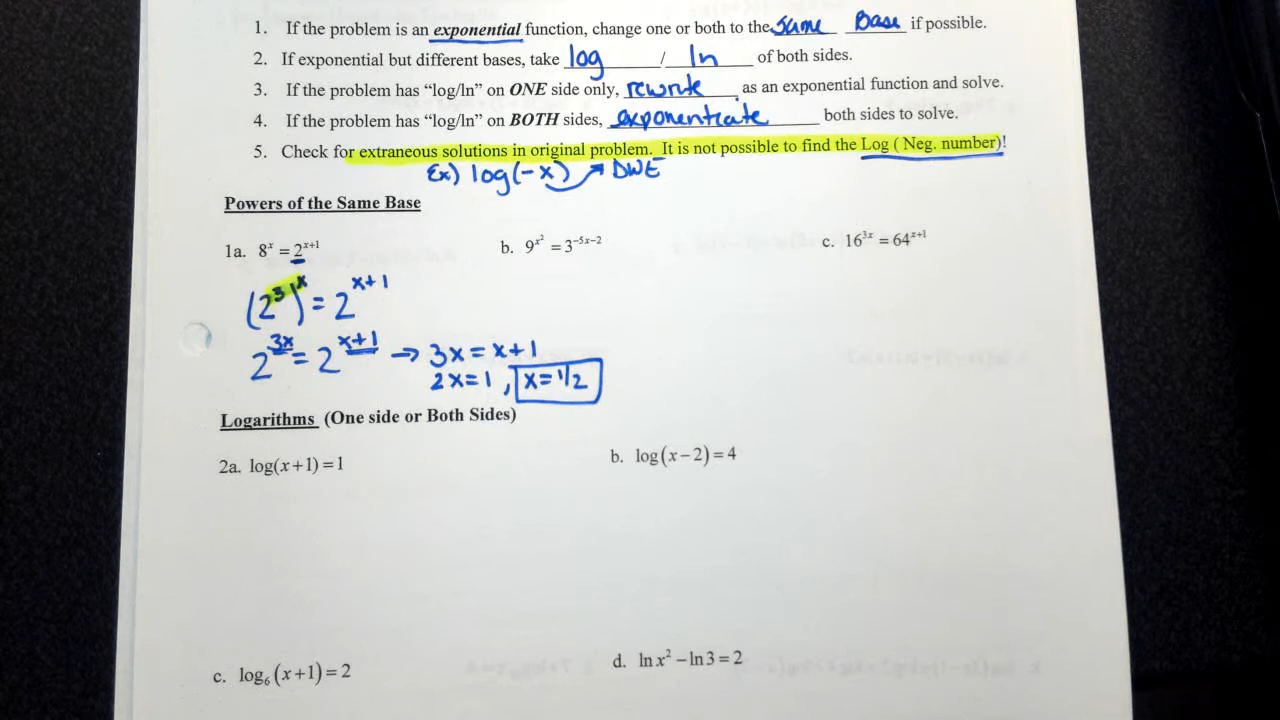 1. If the problem is an exponential function, change one or both to the Same Base if possible.
2. If exponential but different bases, take log / ln of both sides.
3. If the problem has “log/ln” on ONE side only, rewrite as an exponential function and solve.
4. If the problem has “log/ln” on BOTH sides, exponentiate both sides to solve.
5. Check for extraneous solutions in original problem. It is not possible to find the Log ( Neg. number)!
Ex) log(-x) → DNE
Powers of the Same Base
1a. 8^x = 2^(x+1)
b. 9^(x^2) = 3^(-5x-2)
c. 16^(3x) = 64^(x+1)
(2^3)^x = 2^(x+1)
2^(3x) = 2^(x+1) → 3x = x+1
2x = 1, x = 1/2
Logarithms (One side or Both Sides)
2a. log(x+1) = 1
b. log(x-2) = 4
c. log₆(x+1) = 2
d. ln x² - ln 3 = 2